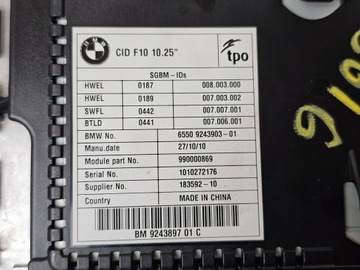 BMW
CID F10 10.25"
tpo
SGBM-IDs
HWEL 0187 008.003.000
HWEL 0189 007.003.002
SWFL 0442 007.007.001
BTLD 0441 007.006.001
BMW No. 6550 9243903-01
Manu.date 27/10/10
Module part No. 990000869
Serial No. 1010272176
Supplier No. 183592-10
Country MADE IN CHINA
BM 9243897 01 C